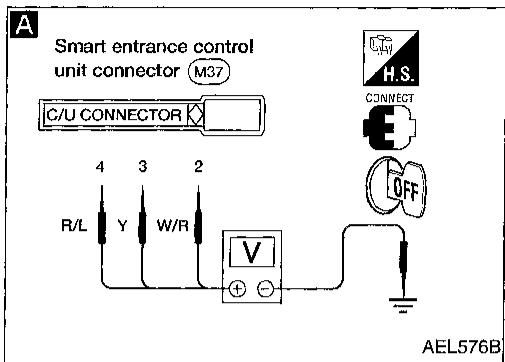 A
Smart entrance control
unit connector M37
H.S.
CONNECT
C/U CONNECTOR
OFF
4 3 2
R/L Y W/R
V
+ −
AEL576B